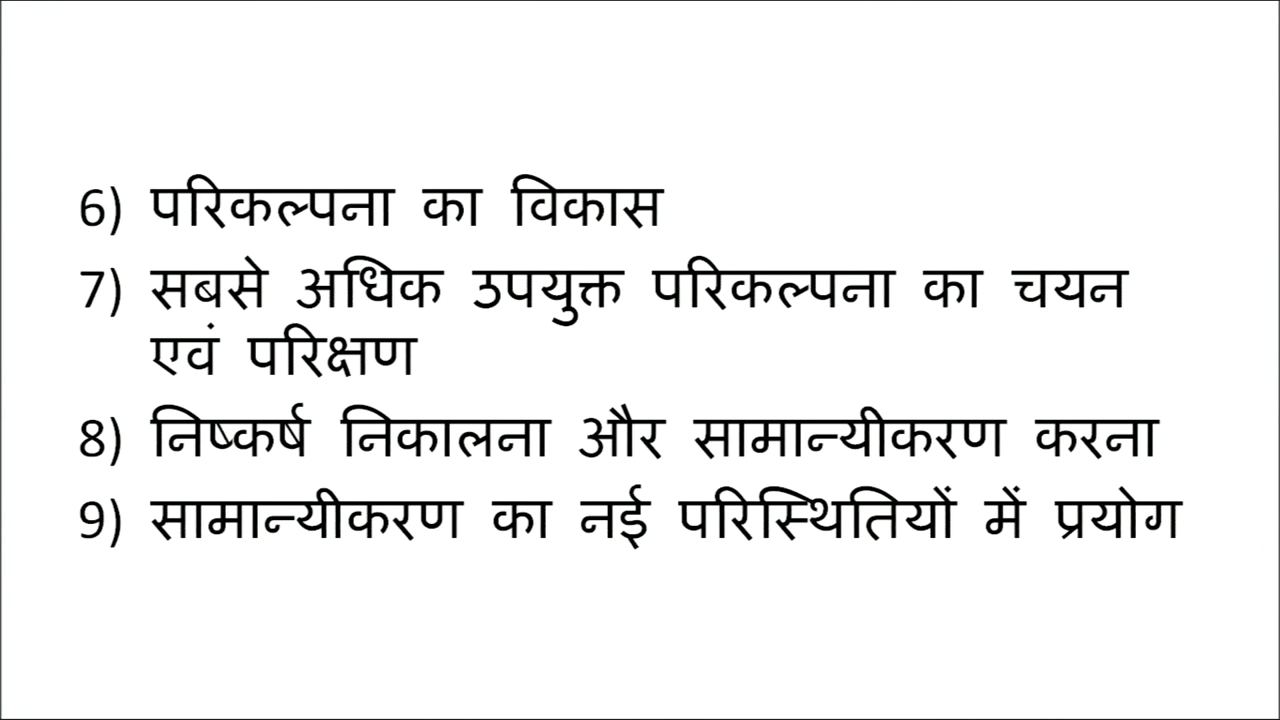 6) परिकल्पना का विकास
7) सबसे अधिक उपयुक्त परिकल्पना का चयन
एवं परिक्षण
8) निष्कर्ष निकालना और सामान्यीकरण करना
9) सामान्यीकरण का नई परिस्थितियों में प्रयोग